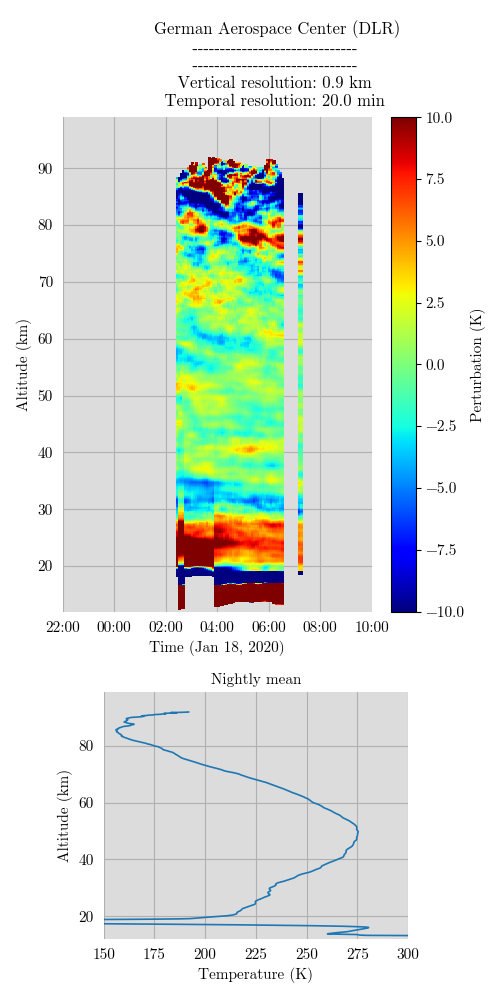 German Aerospace Center (DLR)
------------------------------
------------------------------
Vertical resolution: 0.9 km
Temporal resolution: 20.0 min
90
80
70
60
50
40
30
20
Altitude (km)
22:00 00:00 02:00 04:00 06:00 08:00 10:00
Time (Jan 18, 2020)
10.0
7.5
5.0
2.5
0.0
−2.5
−5.0
−7.5
−10.0
Perturbation (K)
Nightly mean
80
60
40
20
Altitude (km)
150 175 200 225 250 275 300
Temperature (K)